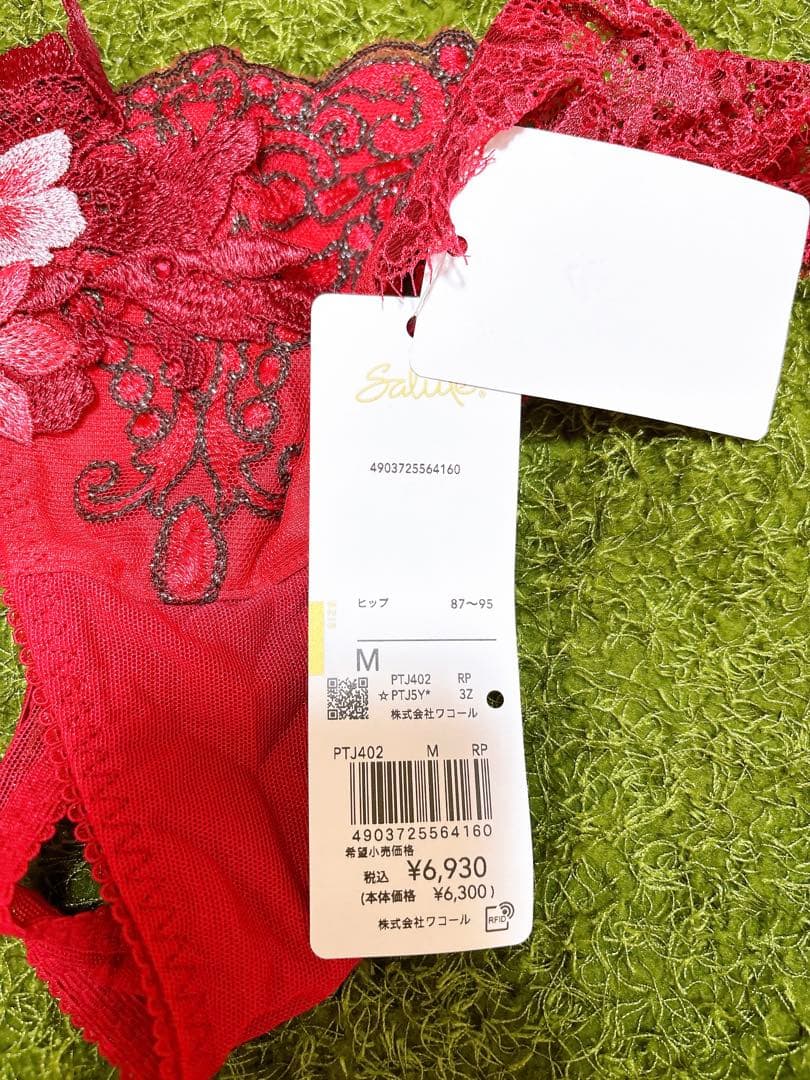 Salute®
4903725564160
ヒップ 87〜95
M
PTJ402 RP
☆PTJ5Y* 3Z
株式会社ワコール
PTJ402 M RP
4903725564160
希望小売価格
税込 ¥6,930
(本体価格 ¥6,300)
株式会社ワコール
RFID